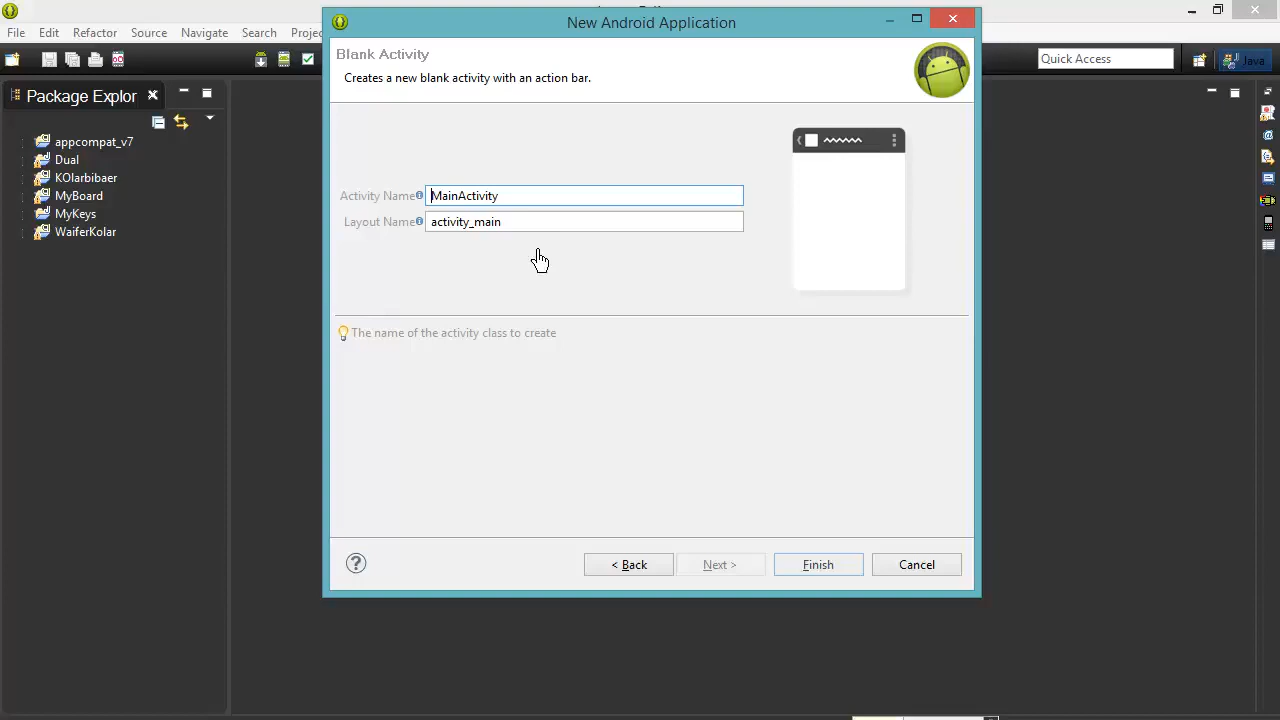 New Android Application
File Edit Refactor Source Navigate Search Projec
Quick Access
Java
Blank Activity
Creates a new blank activity with an action bar.
Package Explor
appcompat_v7
Dual
KOlarbibaer
MyBoard
MyKeys
WaiferKolar
Activity Name MainActivity
Layout Name activity_main
The name of the activity class to create
< Back Next > Finish Cancel